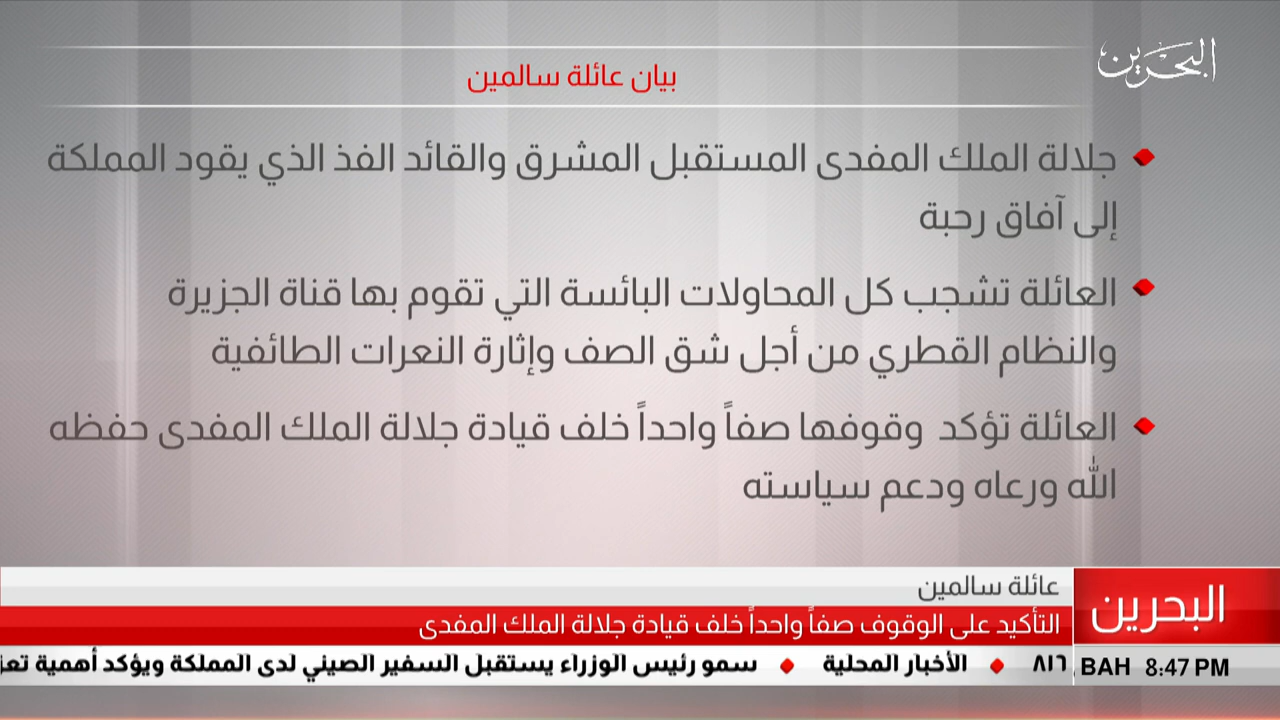 البحرين
بيان عائلة سالمين
جلالة الملك المفدى المستقبل المشرق والقائد الفذ الذي يقود المملكة
إلى آفاق رحبة
العائلة تشجب كل المحاولات البائسة التي تقوم بها قناة الجزيرة
والنظام القطري من أجل شق الصف وإثارة النعرات الطائفية
العائلة تؤكد وقوفها صفاً واحداً خلف قيادة جلالة الملك المفدى حفظه
الله ورعاه ودعم سياسته
البحرين
عائلة سالمين
التأكيد على الوقوف صفاً واحداً خلف قيادة جلالة الملك المفدى
BAH 8:47 PM
٨١٦ الأخبار المحلية سمو رئيس الوزراء يستقبل السفير الصيني لدى المملكة ويؤكد أهمية